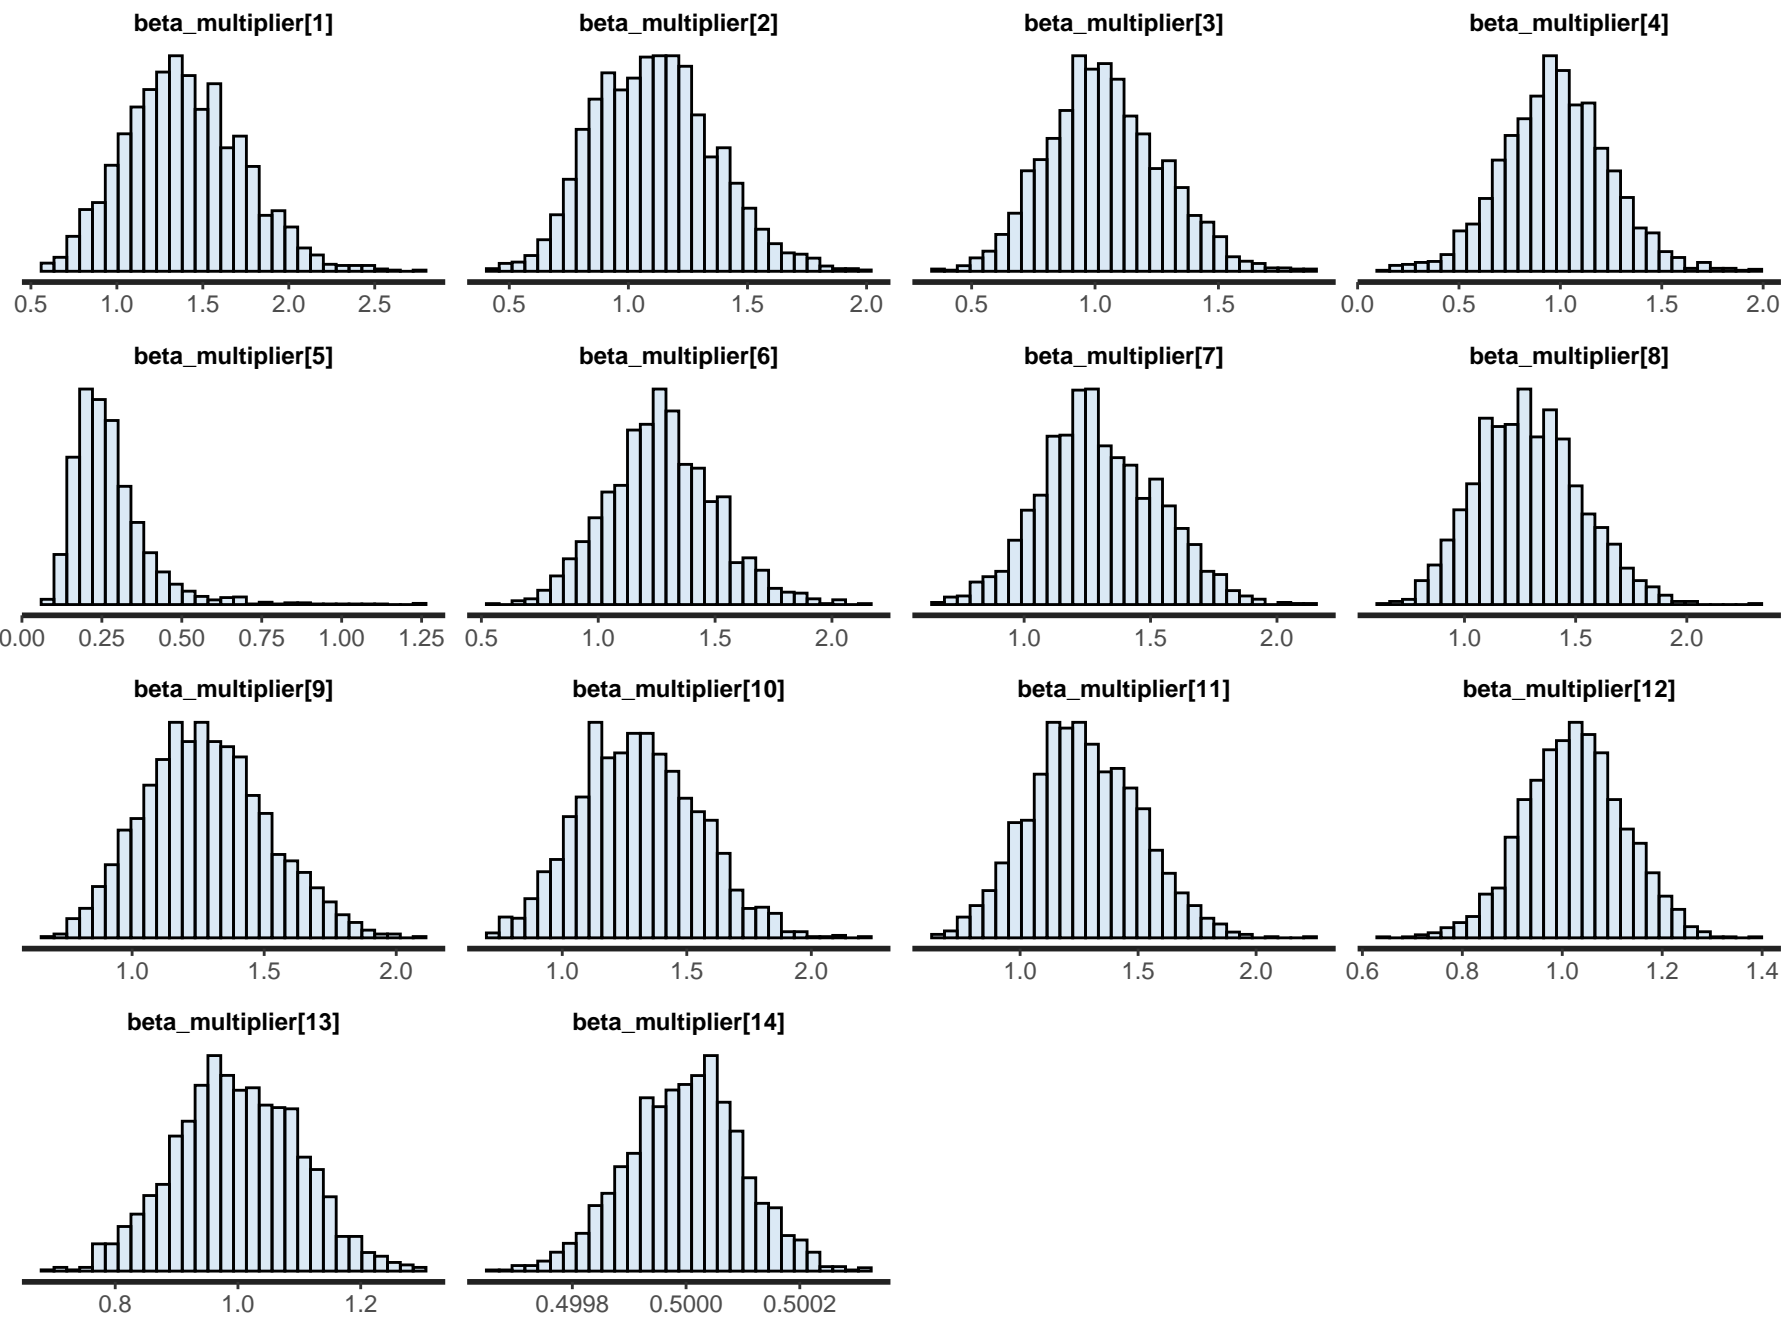 beta_multiplier[1] beta_multiplier[2] beta_multiplier[3] beta_multiplier[4]
0.5 1.0 1.5 2.0 2.5 0.5 1.0 1.5 2.0 0.5 1.0 1.5 0.0 0.5 1.0 1.5 2.0
beta_multiplier[5] beta_multiplier[6] beta_multiplier[7] beta_multiplier[8]
0.00 0.25 0.50 0.75 1.00 1.25 0.5 1.0 1.5 2.0 1.0 1.5 2.0 1.0 1.5 2.0
beta_multiplier[9] beta_multiplier[10] beta_multiplier[11] beta_multiplier[12]
1.0 1.5 2.0 1.0 1.5 2.0 1.0 1.5 2.0 0.6 0.8 1.0 1.2 1.4
beta_multiplier[13] beta_multiplier[14]
0.8 1.0 1.2 0.4998 0.5000 0.5002